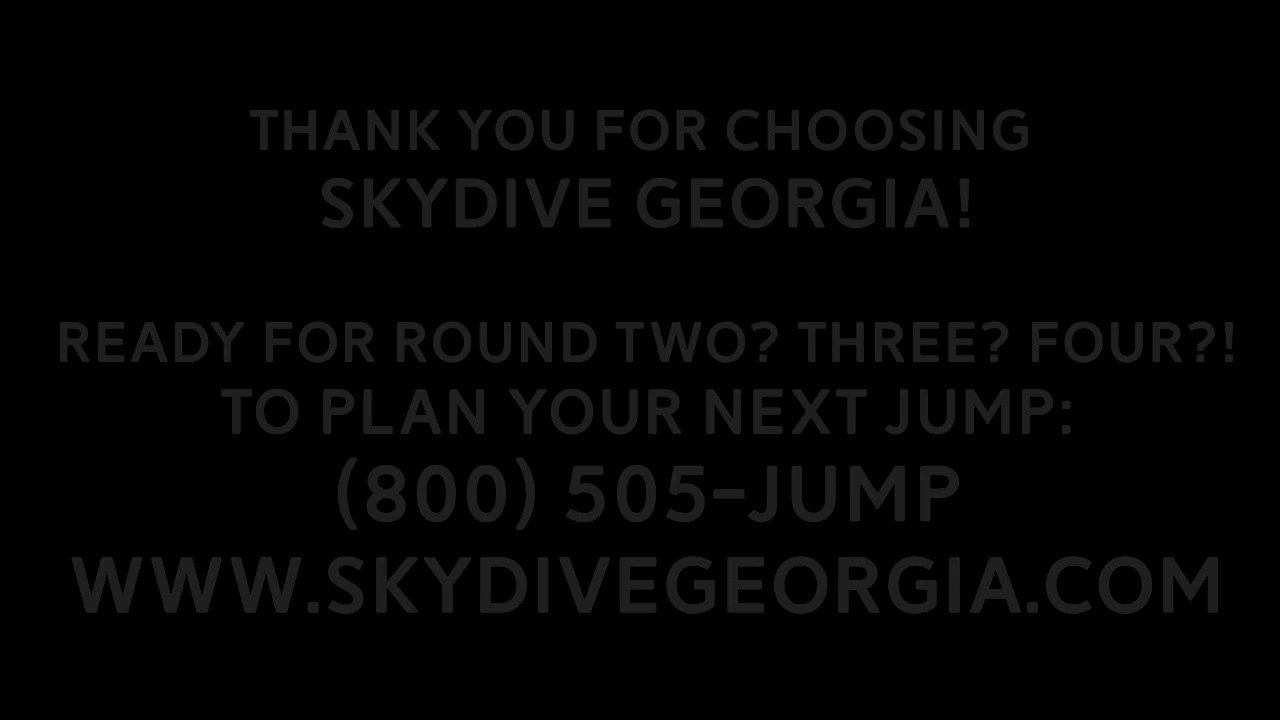 THANK YOU FOR CHOOSING
SKYDIVE GEORGIA!
READY FOR ROUND TWO? THREE? FOUR?!
TO PLAN YOUR NEXT JUMP:
(800) 505-JUMP
WWW.SKYDIVEGEORGIA.COM